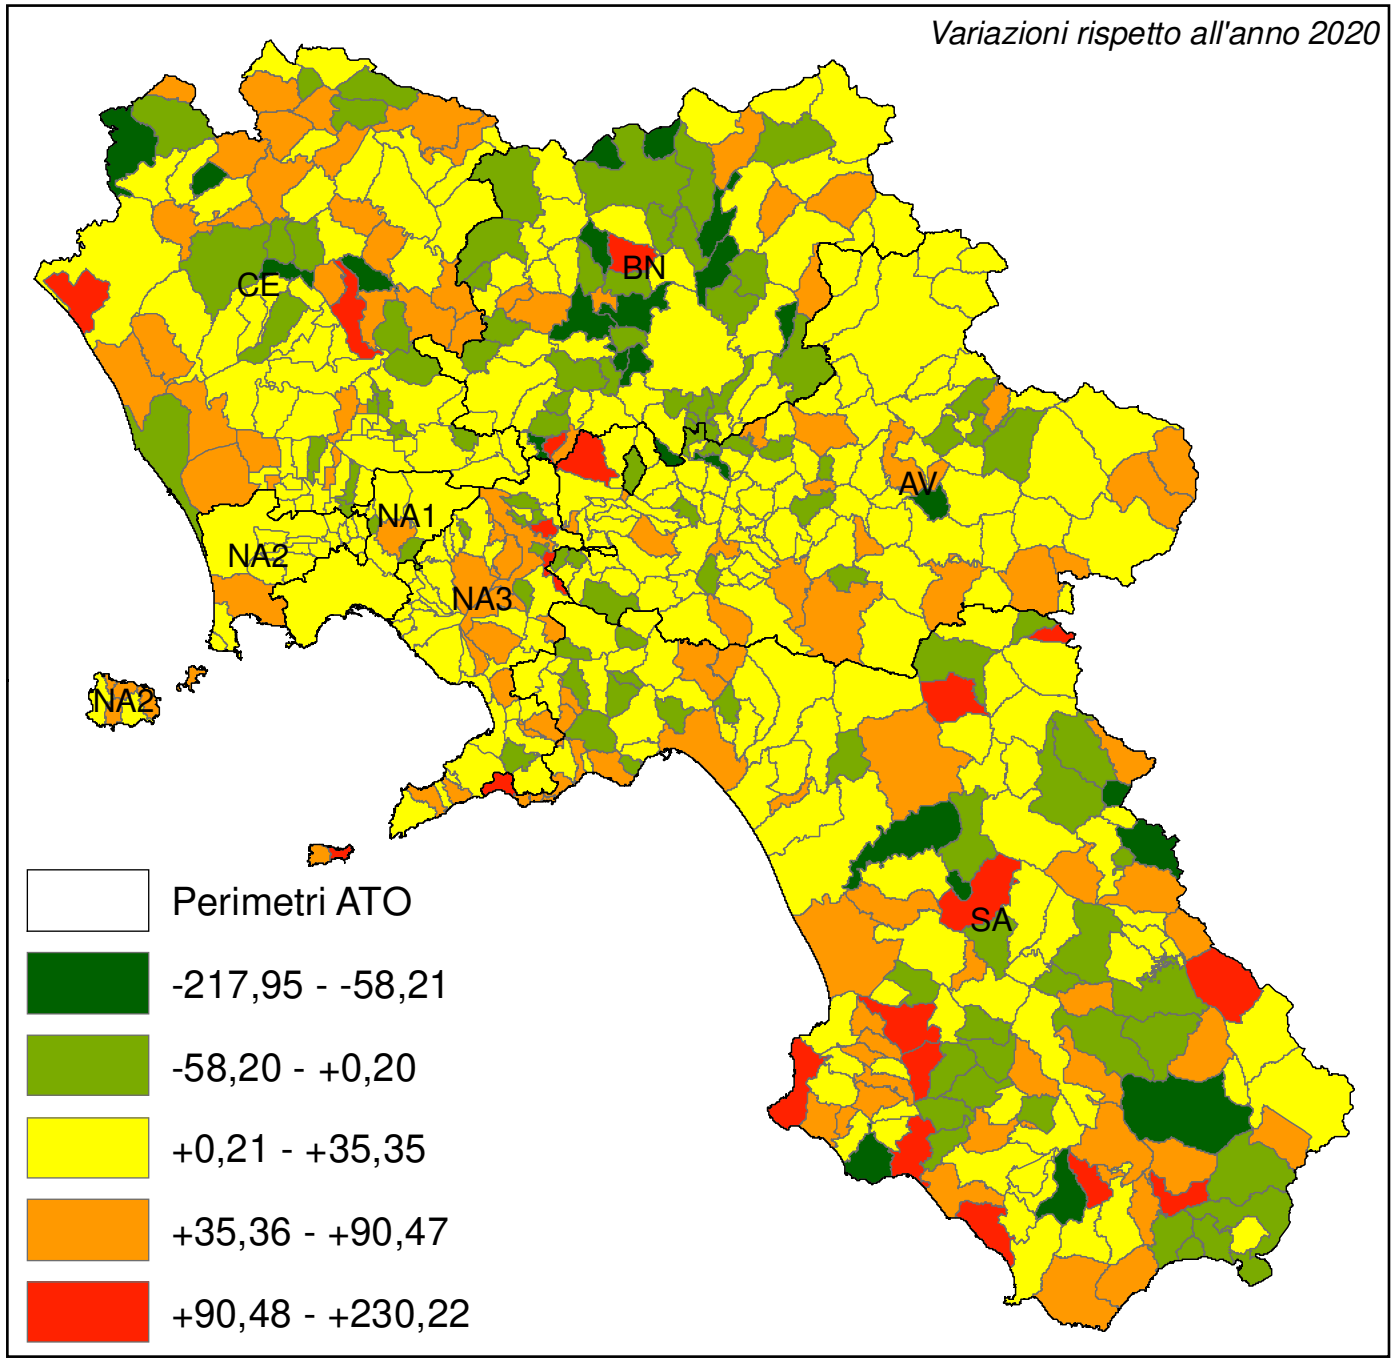 Variazioni rispetto all'anno 2020
BN
CE
AV
NA1
NA2
NA3
NA2
SA
Perimetri ATO
-217,95 - -58,21
-58,20 - +0,20
+0,21 - +35,35
+35,36 - +90,47
+90,48 - +230,22